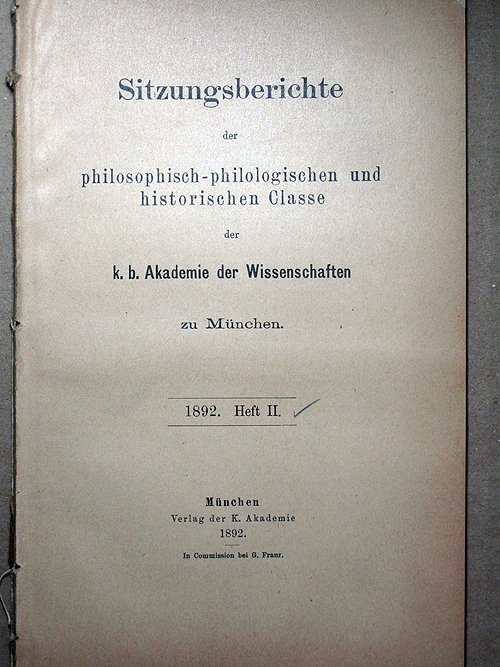 Sitzungsberichte
der
philosophisch-philologischen und
historischen Classe
der
k. b. Akademie der Wissenschaften
zu München.
1892. Heft II.
München
Verlag der K. Akademie
1892.
In Commission bei G. Franz.